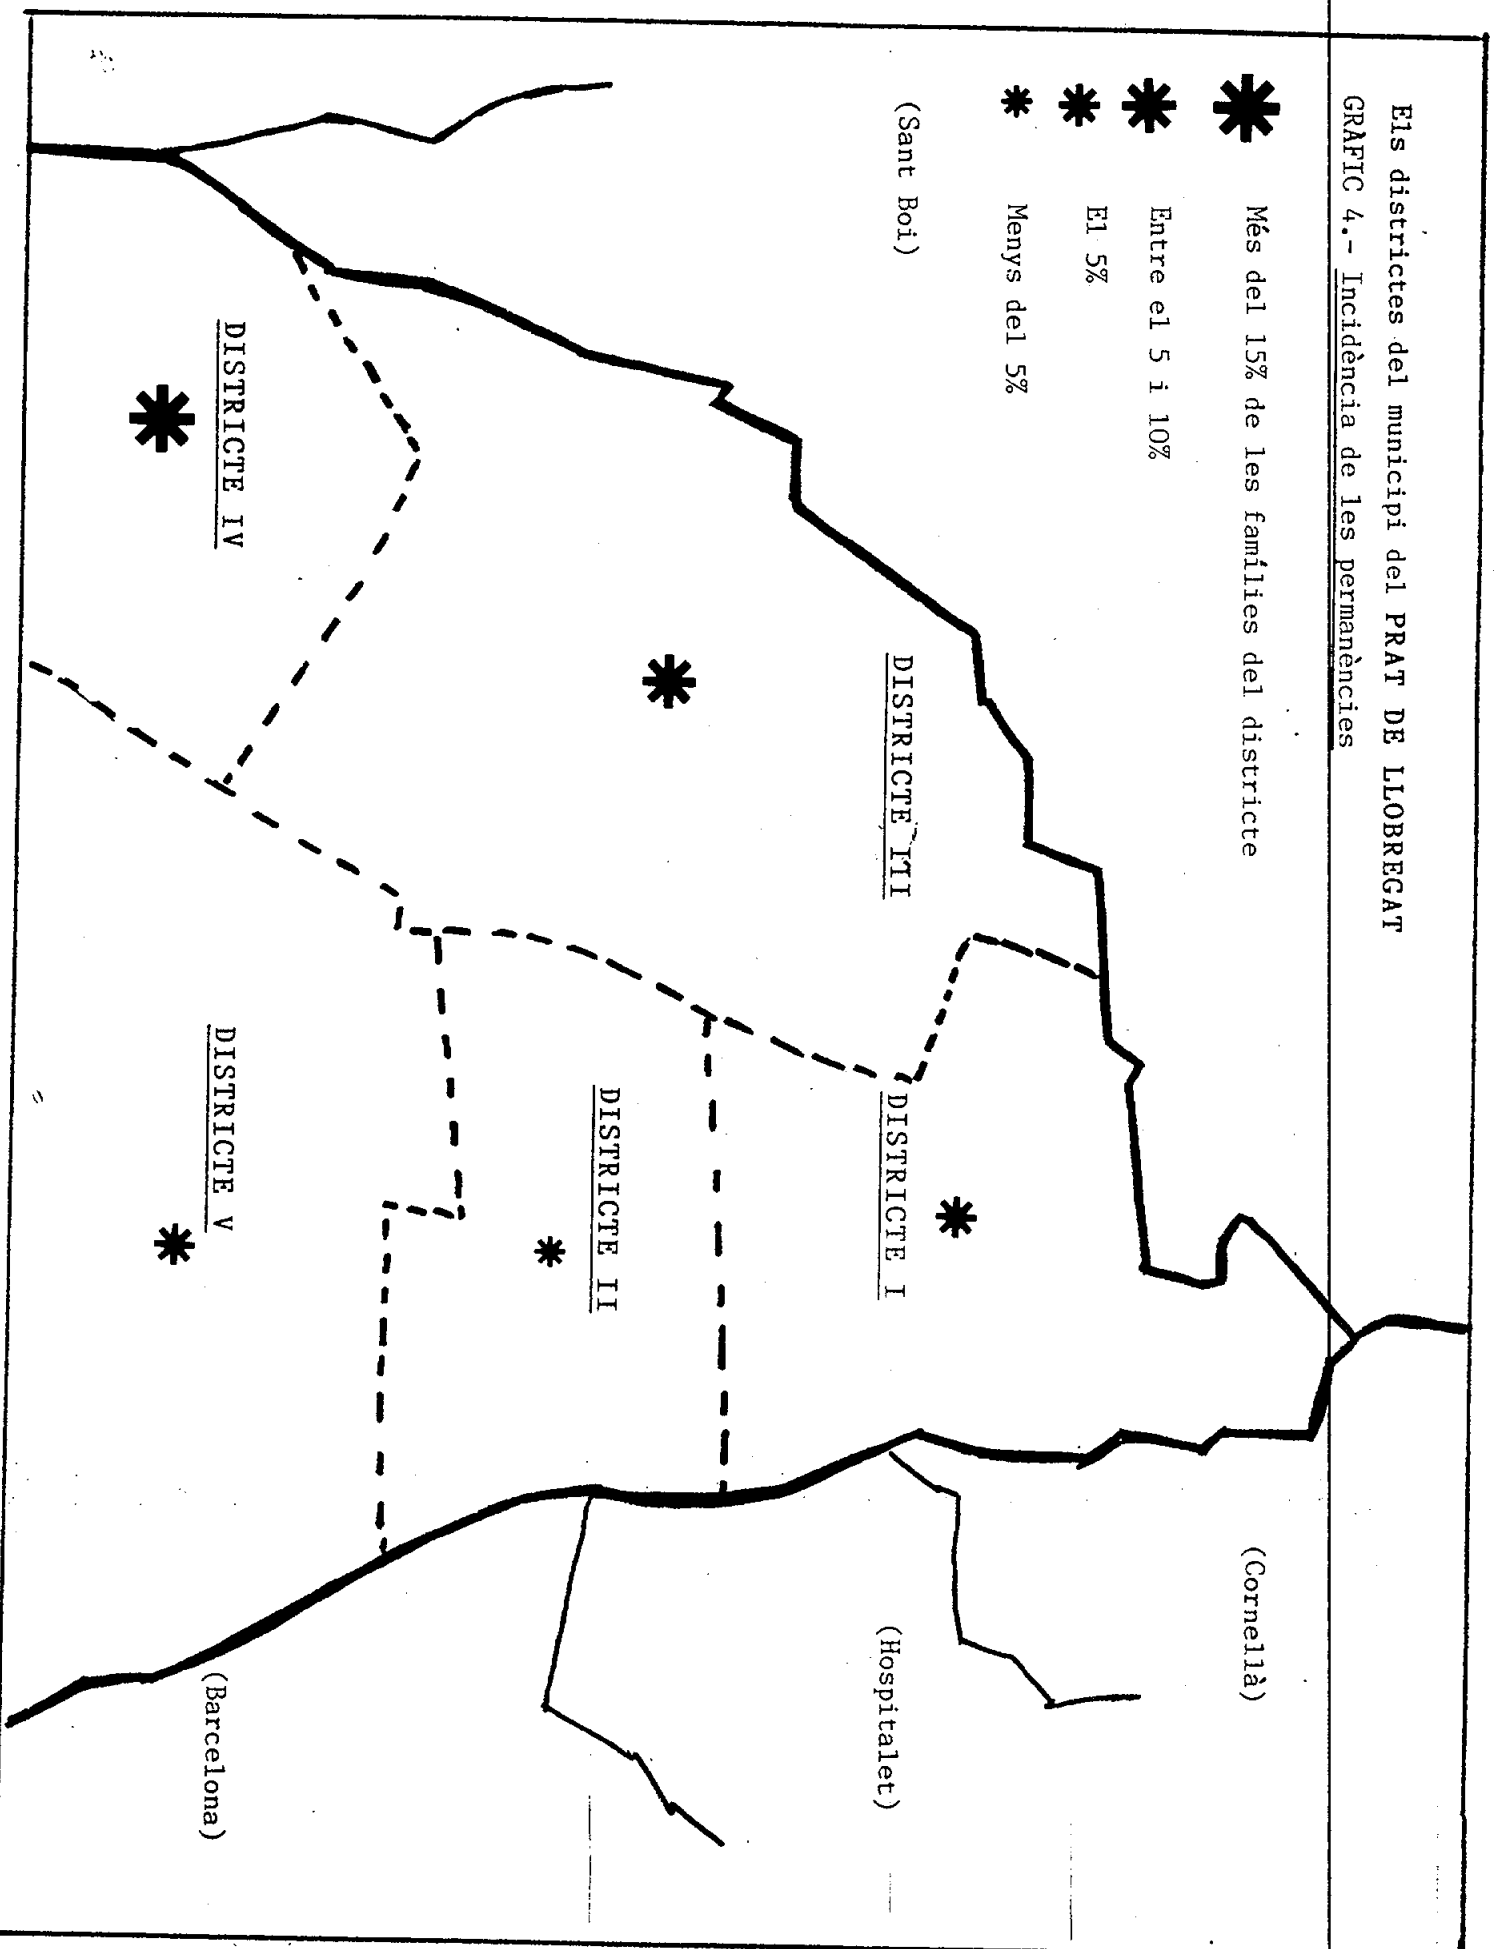 Els districtes del municipi del PRAT DE LLOBREGAT
GRÀFIC 4.- Incidència de les permanències
Més del 15% de les famílies del districte
Entre el 5 i 10%
El 5%
Menys del 5%
(Sant Boi)
(Cornellà)
DISTRICTE III
DISTRICTE I
(Hospitalet)
DISTRICTE II
DISTRICTE IV
DISTRICTE V
(Barcelona)